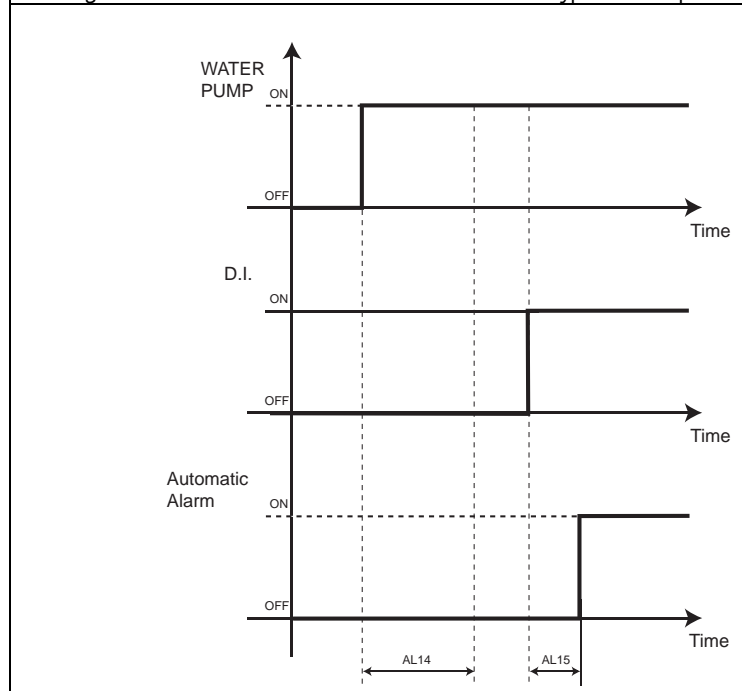 WATER
PUMP
ON
OFF
Time
D.I.
ON
OFF
Time
Automatic
Alarm
ON
OFF
Time
AL14
AL15